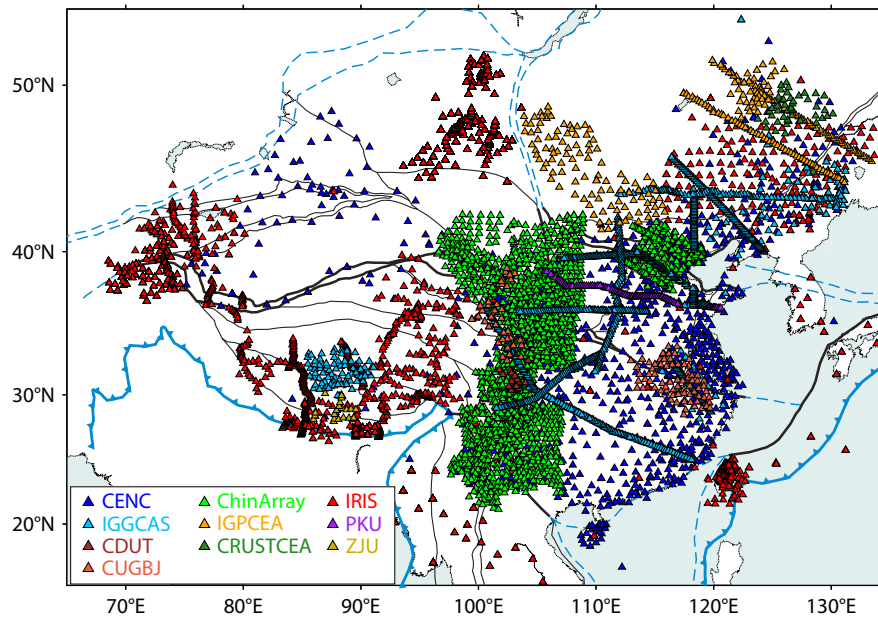 50°N
40°N
30°N
20°N
CENC ChinArray IRIS
IGGCAS IGPCEA PKU
CDUT CRUSTCEA ZJU
CUGBJ
70°E 80°E 90°E 100°E 110°E 120°E 130°E